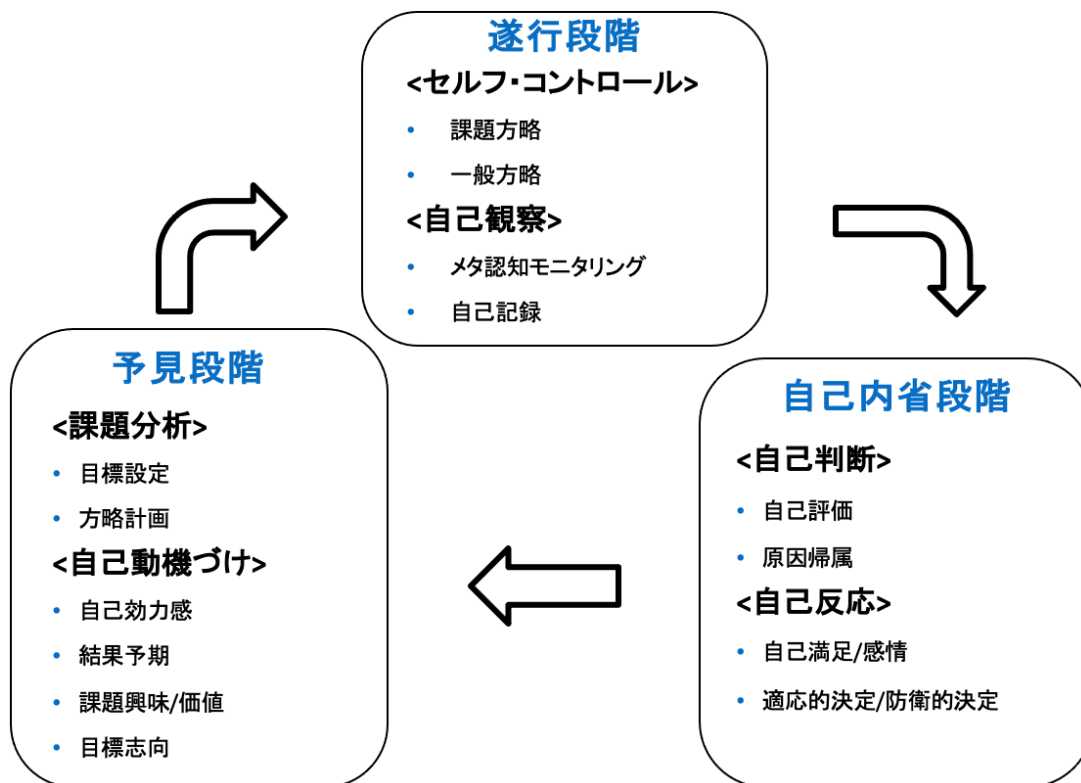 遂行段階
<セルフ・コントロール>
• 課題方略
• 一般方略
<自己観察>
• メタ認知モニタリング
• 自己記録
予見段階
<課題分析>
• 目標設定
• 方略計画
<自己動機づけ>
• 自己効力感
• 結果予期
• 課題興味/価値
• 目標志向
自己内省段階
<自己判断>
• 自己評価
• 原因帰属
<自己反応>
• 自己満足/感情
• 適応的決定/防衛的決定